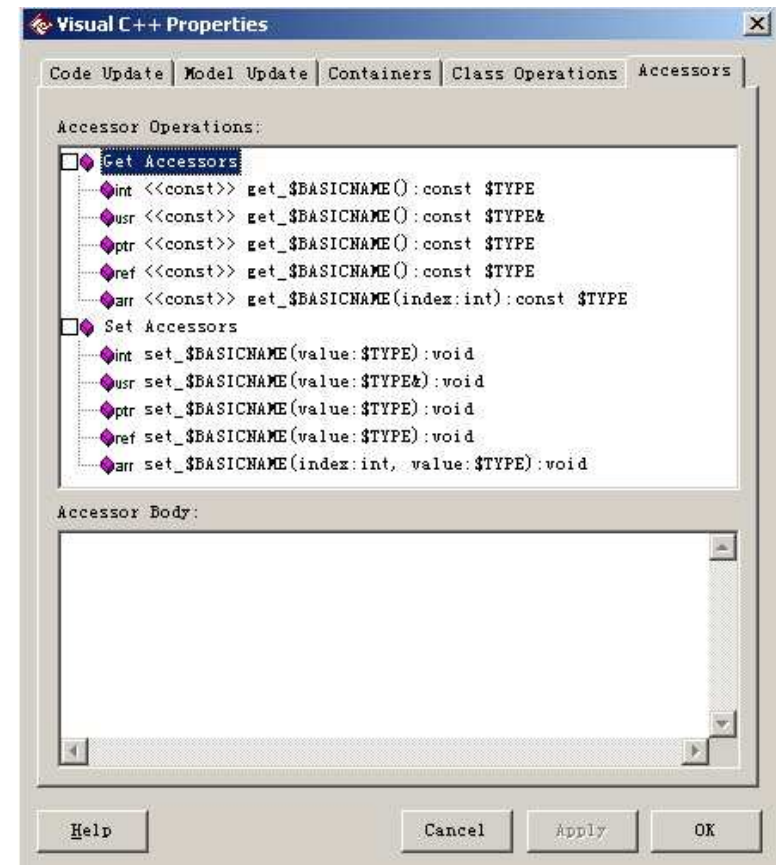 Visual C++ Properties
Code Update Model Update Containers Class Operations Accessors
Accessor Operations:
Get Accessors
int <<const>> get_$BASICNAME():const $TYPE
usr <<const>> get_$BASICNAME():const $TYPE&
ptr <<const>> get_$BASICNAME():const $TYPE
ref <<const>> get_$BASICNAME():const $TYPE
arr <<const>> get_$BASICNAME(index:int):const $TYPE
Set Accessors
int set_$BASICNAME(value:$TYPE):void
usr set_$BASICNAME(value:$TYPE&):void
ptr set_$BASICNAME(value:$TYPE):void
ref set_$BASICNAME(value:$TYPE):void
arr set_$BASICNAME(index:int, value:$TYPE):void
Accessor Body:
Help Cancel Apply OK